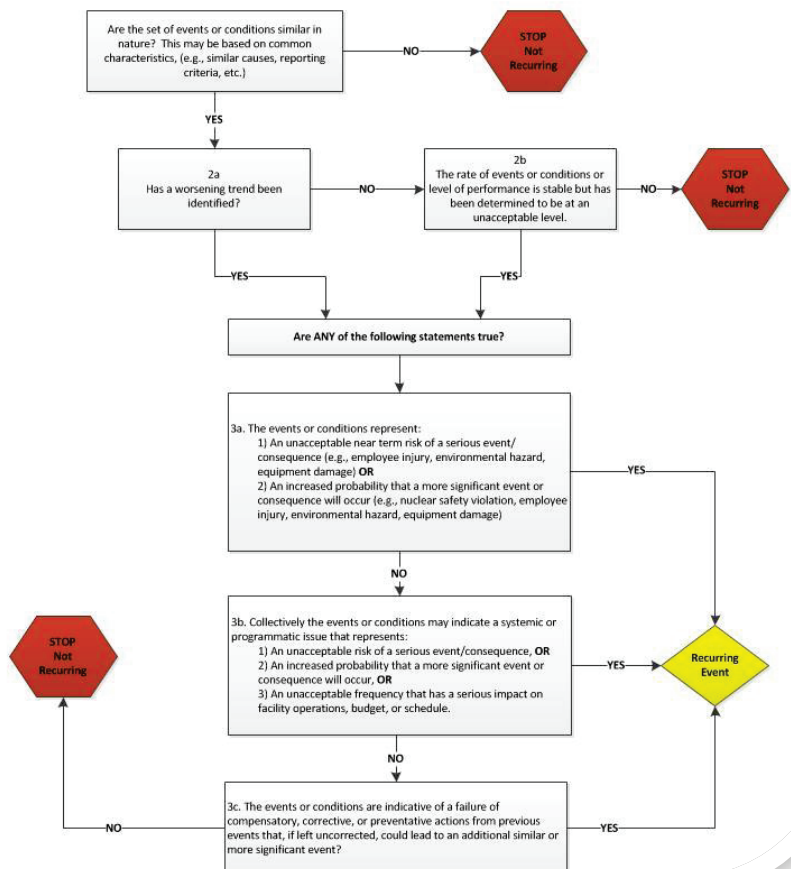 Are the set of events or conditions similar in
nature?  This may be based on common
characteristics, (e.g., similar causes, reporting
criteria, etc.)
NO
STOP
Not
Recurring
YES
2a
Has a worsening trend been
identified?
NO
2b
The rate of events or conditions or
level of performance is stable but has
been determined to be at an
unacceptable level.
NO
STOP
Not
Recurring
YES
YES
Are ANY of the following statements true?
3a. The events or conditions represent:
1) An unacceptable near term risk of a serious event/
consequence (e.g., employee injury, environmental hazard,
equipment damage) OR
2) An increased probability that a more significant event or
consequence will occur (e.g., nuclear safety violation, employee
injury, environmental hazard, equipment damage)
YES
NO
3b. Collectively the events or conditions may indicate a systemic or
programmatic issue that represents:
1) An unacceptable risk of a serious event/consequence, OR
2) An increased probability that a more significant event or
consequence will occur, OR
3) An unacceptable frequency that has a serious impact on
facility operations, budget, or schedule.
YES
Recurring
Event
STOP
Not
Recurring
NO
3c. The events or conditions are indicative of a failure of
compensatory, corrective, or preventative actions from previous
events that, if left uncorrected, could lead to an additional similar or
more significant event?
NO
YES